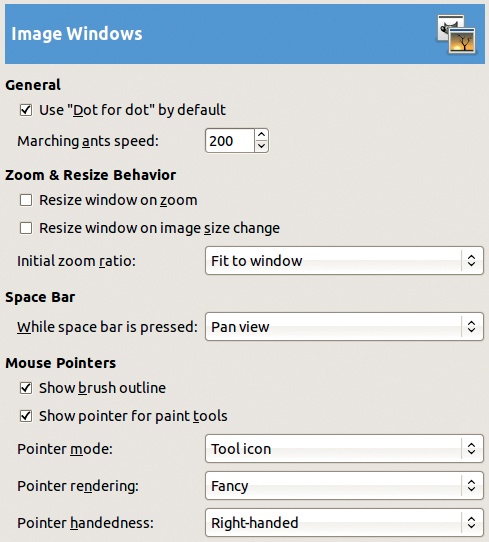 Image Windows
General
Use "Dot for dot" by default
Marching ants speed: 200
Zoom & Resize Behavior
Resize window on zoom
Resize window on image size change
Initial zoom ratio: Fit to window
Space Bar
While space bar is pressed: Pan view
Mouse Pointers
Show brush outline
Show pointer for paint tools
Pointer mode: Tool icon
Pointer rendering: Fancy
Pointer handedness: Right-handed